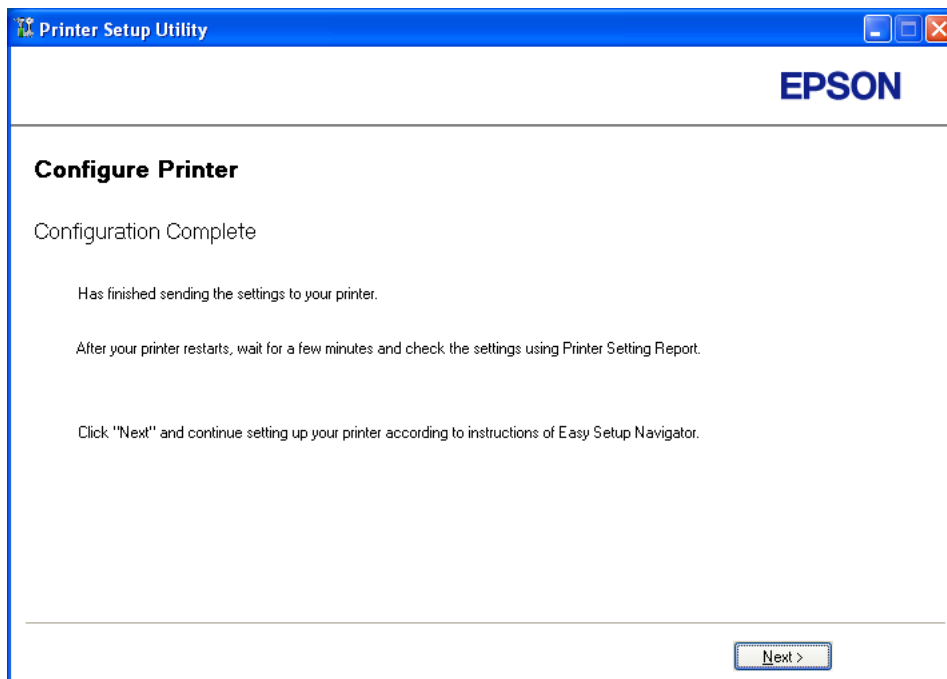 Printer Setup Utility
EPSON
Configure Printer
Configuration Complete
Has finished sending the settings to your printer.
After your printer restarts, wait for a few minutes and check the settings using Printer Setting Report.
Click "Next" and continue setting up your printer according to instructions of Easy Setup Navigator.
Next >